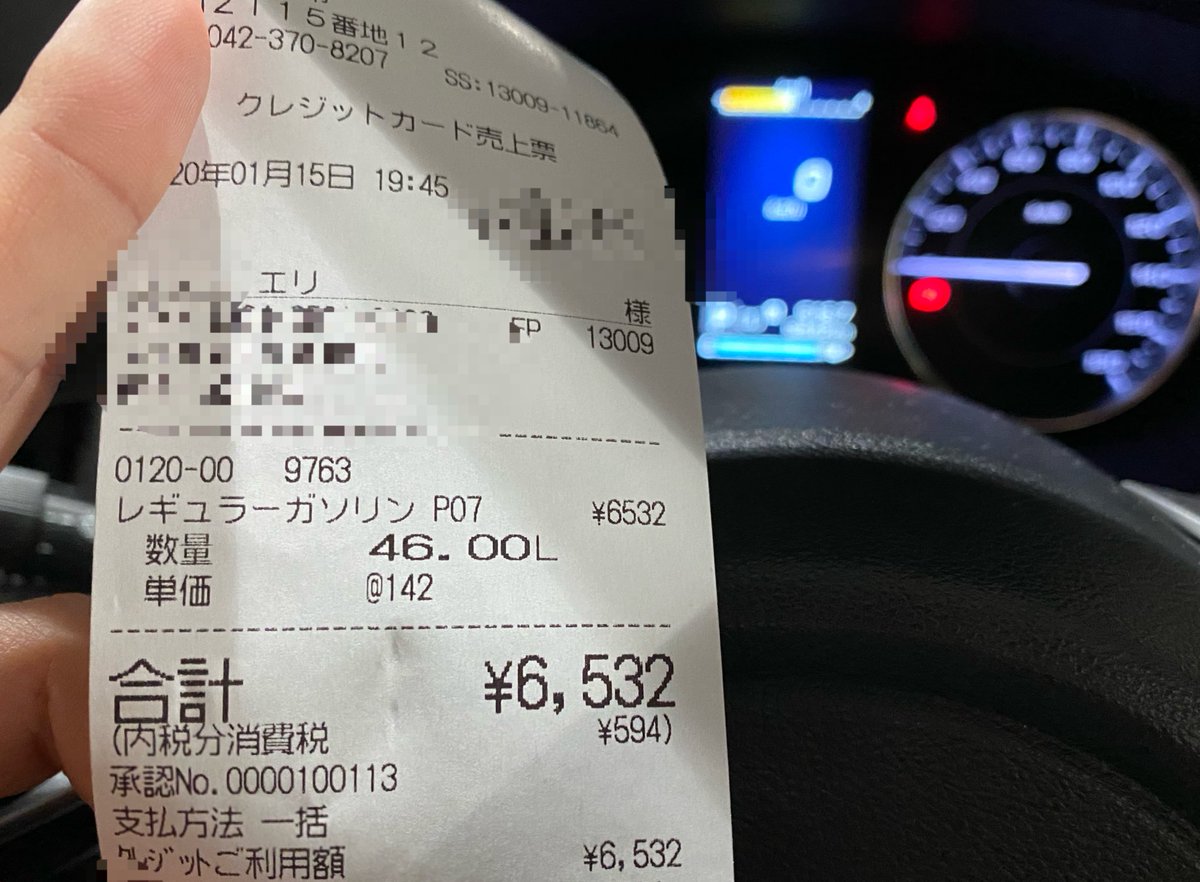 115番地12
042-370-8207
SS:13009-11864
クレジットカード売上票
20年01月15日 19:45
エリ
様
FP 13009
0120-00 9763
レギュラーガソリン P07 ¥6532
数量 46.00L
単価 @142
合計 ¥6,532
(内税分消費税 ¥594)
承認No.0000100113
支払方法 一括
クレジットご利用額 ¥6,532